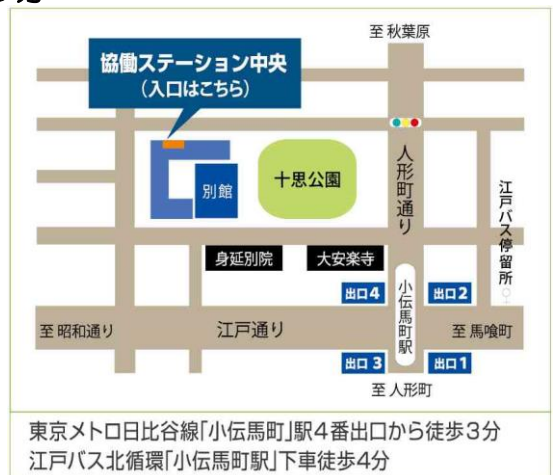 至 秋葉原
協働ステーション中央
（入口はこちら）
別館
十思公園
人形町通り
江戸バス停留所
身延別院
大安楽寺
出口4
小伝馬町駅
出口2
至 昭和通り
江戸通り
至 馬喰町
出口3
出口1
至 人形町
東京メトロ日比谷線「小伝馬町」駅4番出口から徒歩3分
江戸バス北循環「小伝馬町駅」下車徒歩4分